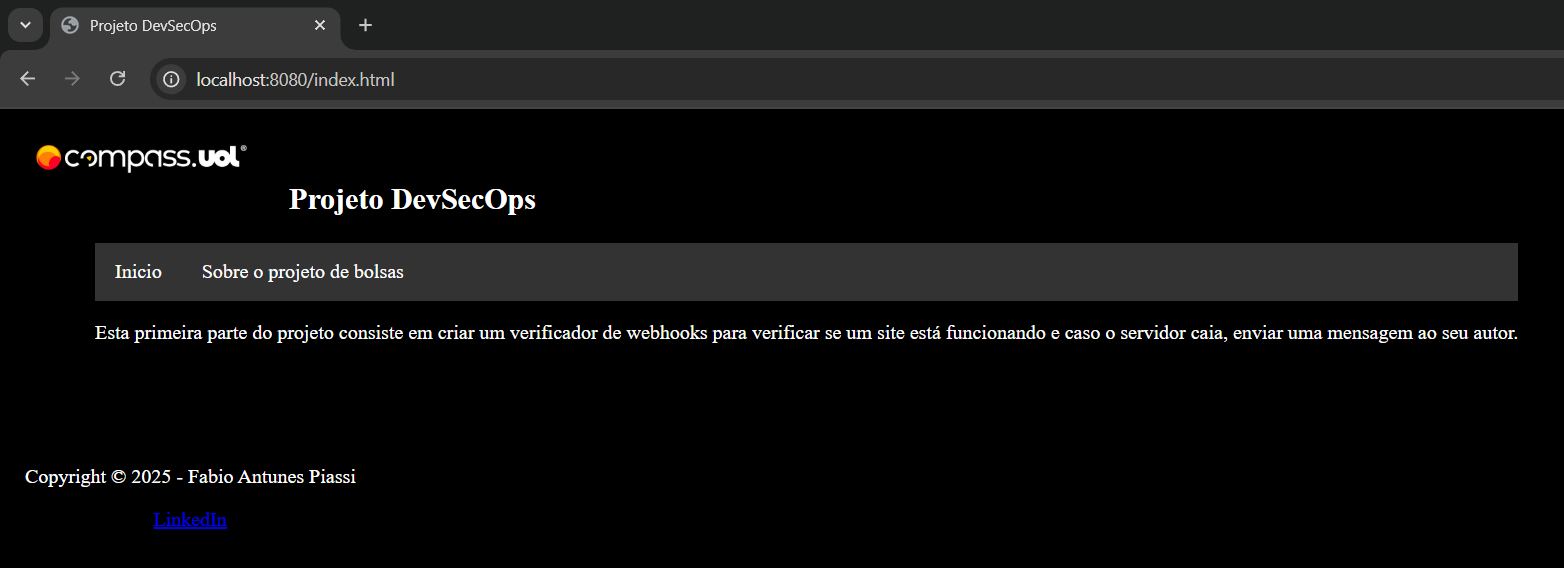 Projeto DevSecOps
localhost:8080/index.html
compass.uol®
Projeto DevSecOps
Inicio Sobre o projeto de bolsas
Esta primeira parte do projeto consiste em criar um verificador de webhooks para verificar se um site está funcionando e caso o servidor caia, enviar uma mensagem ao seu autor.
Copyright © 2025 - Fabio Antunes Piassi
LinkedIn